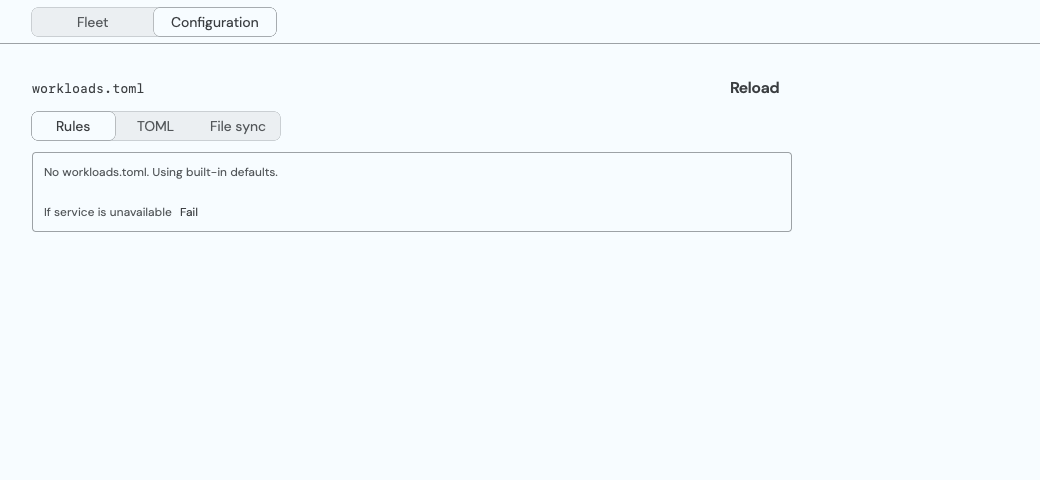 Fleet Configuration
workloads.toml Reload
Rules TOML File sync
No workloads.toml. Using built-in defaults.
If service is unavailable Fail